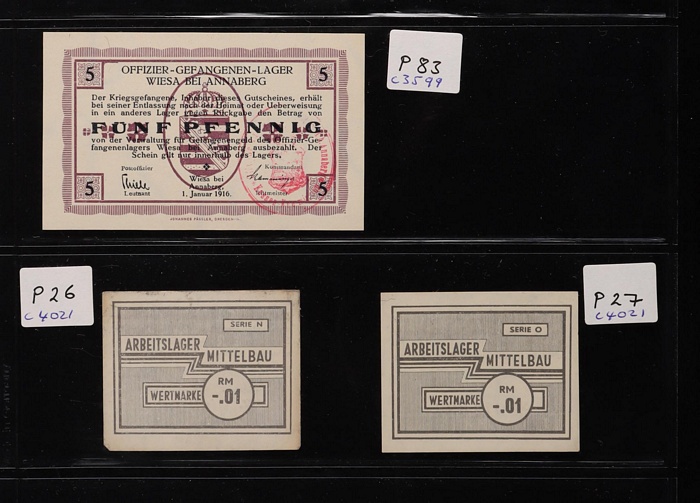 5 5
OFFIZIER-GEFANGENEN-LAGER
WIESA BEI ANNABERG
Der Kriegsgefangene, Inhaber dieses Gutscheines, erhält
bei seiner Entlassung nach der Heimat oder Ueberweisung
in ein anderes Lager gegen Rückgabe den Betrag von
FÜNF PFENNIG
von der Verwaltung für Gefangenengeld des Offizier-Ge-
fangenenlagers Wiesa bei Annaberg ausbezahlt. Der
Schein gilt nur innerhalb des Lagers.
Postoffizier Kommandant
Thiele
Leutnant
Wiesa bei
Annaberg,
1. Januar 1916.
5 5
P83
C3599
P26
C4021
SERIE N
ARBEITSLAGER
MITTELBAU
WERTMARKE
RM
-.01
P27
C4021
SERIE O
ARBEITSLAGER
MITTELBAU
WERTMARKE
RM
-.01